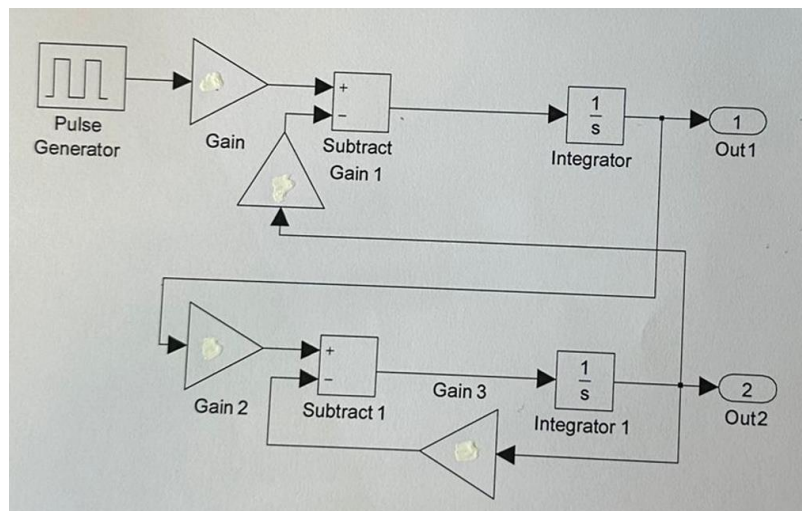 Pulse
Generator
Gain
+
−
Subtract
Gain 1
1
s
Integrator
1
Out1
Gain 2
+
−
Subtract 1
Gain 3
1
s
Integrator 1
2
Out2